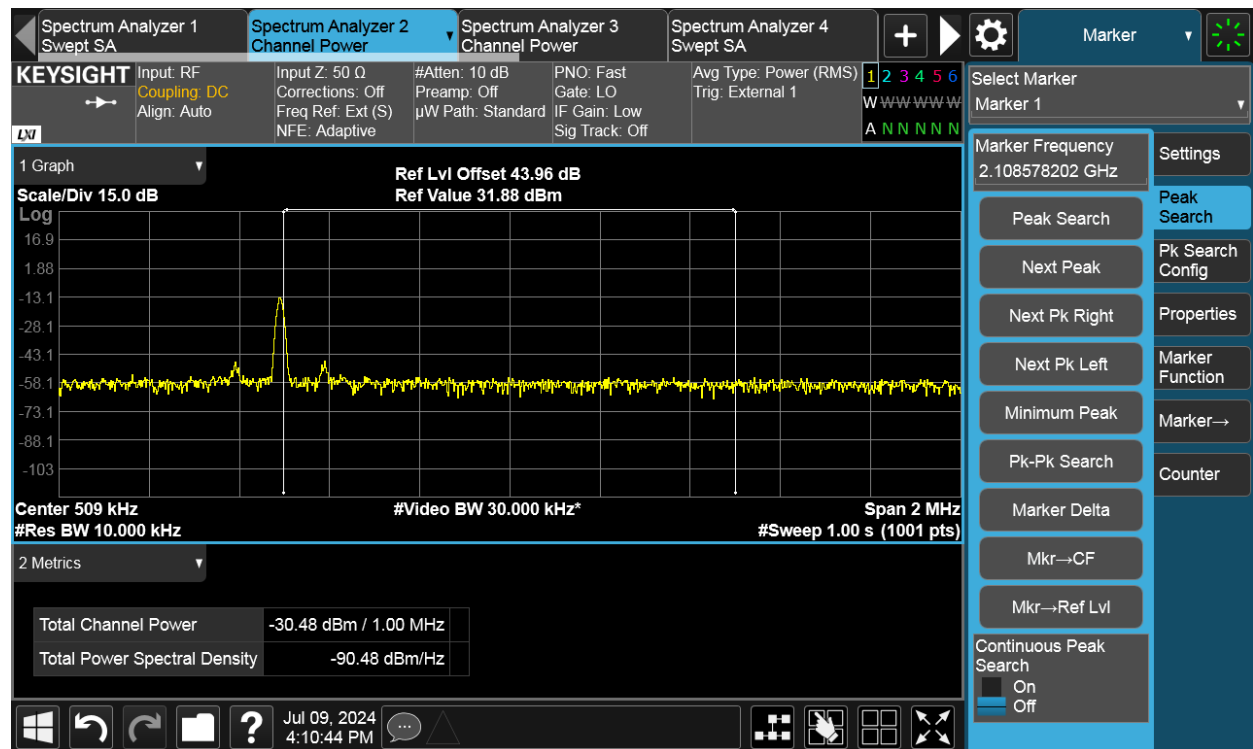 Spectrum Analyzer 1
Swept SA
Spectrum Analyzer 2
Channel Power
Spectrum Analyzer 3
Channel Power
Spectrum Analyzer 4
Swept SA
+
Marker
KEYSIGHT
LXI
Input: RF
Coupling: DC
Align: Auto
Input Z: 50 Ω
Corrections: Off
Freq Ref: Ext (S)
NFE: Adaptive
#Atten: 10 dB
Preamp: Off
µW Path: Standard
PNO: Fast
Gate: LO
IF Gain: Low
Sig Track: Off
Avg Type: Power (RMS)
Trig: External 1
1 2 3 4 5 6
W W W W W W
A N N N N N
Select Marker
Marker 1
Marker Frequency
2.108578202 GHz
Peak Search
Next Peak
Next Pk Right
Next Pk Left
Minimum Peak
Pk-Pk Search
Marker Delta
Mkr→CF
Mkr→Ref Lvl
Continuous Peak
Search
On
Off
Settings
Peak
Search
Pk Search
Config
Properties
Marker
Function
Marker→
Counter
1 Graph
Scale/Div 15.0 dB
Ref Lvl Offset 43.96 dB
Ref Value 31.88 dBm
Log
16.9
1.88
-13.1
-28.1
-43.1
-58.1
-73.1
-88.1
-103
Center 509 kHz
#Video BW 30.000 kHz*
Span 2 MHz
#Res BW 10.000 kHz
#Sweep 1.00 s (1001 pts)
2 Metrics
Total Channel Power -30.48 dBm / 1.00 MHz
Total Power Spectral Density -90.48 dBm/Hz
?
Jul 09, 2024
4:10:44 PM